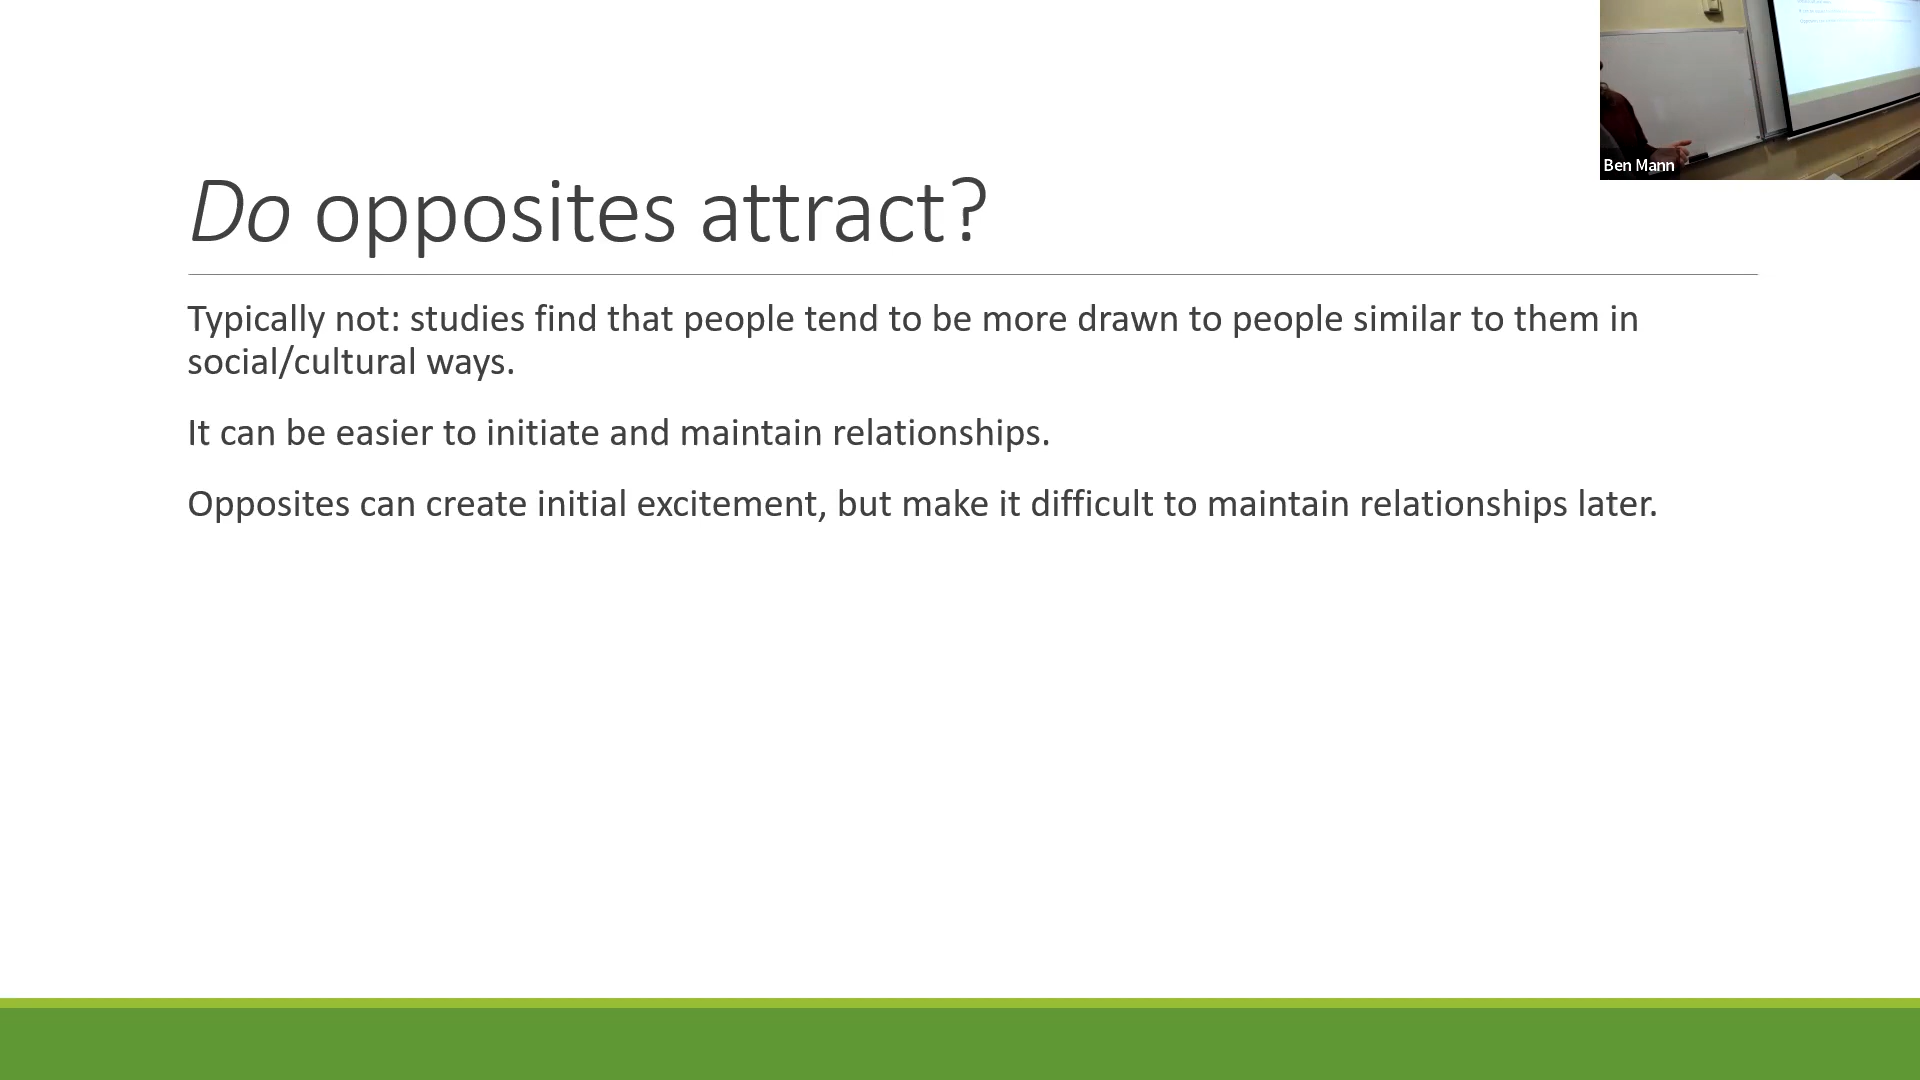 Do opposites attract?
Typically not: studies find that people tend to be more drawn to people similar to them in
social/cultural ways.
It can be easier to initiate and maintain relationships.
Opposites can create initial excitement, but make it difficult to maintain relationships later.
Ben Mann